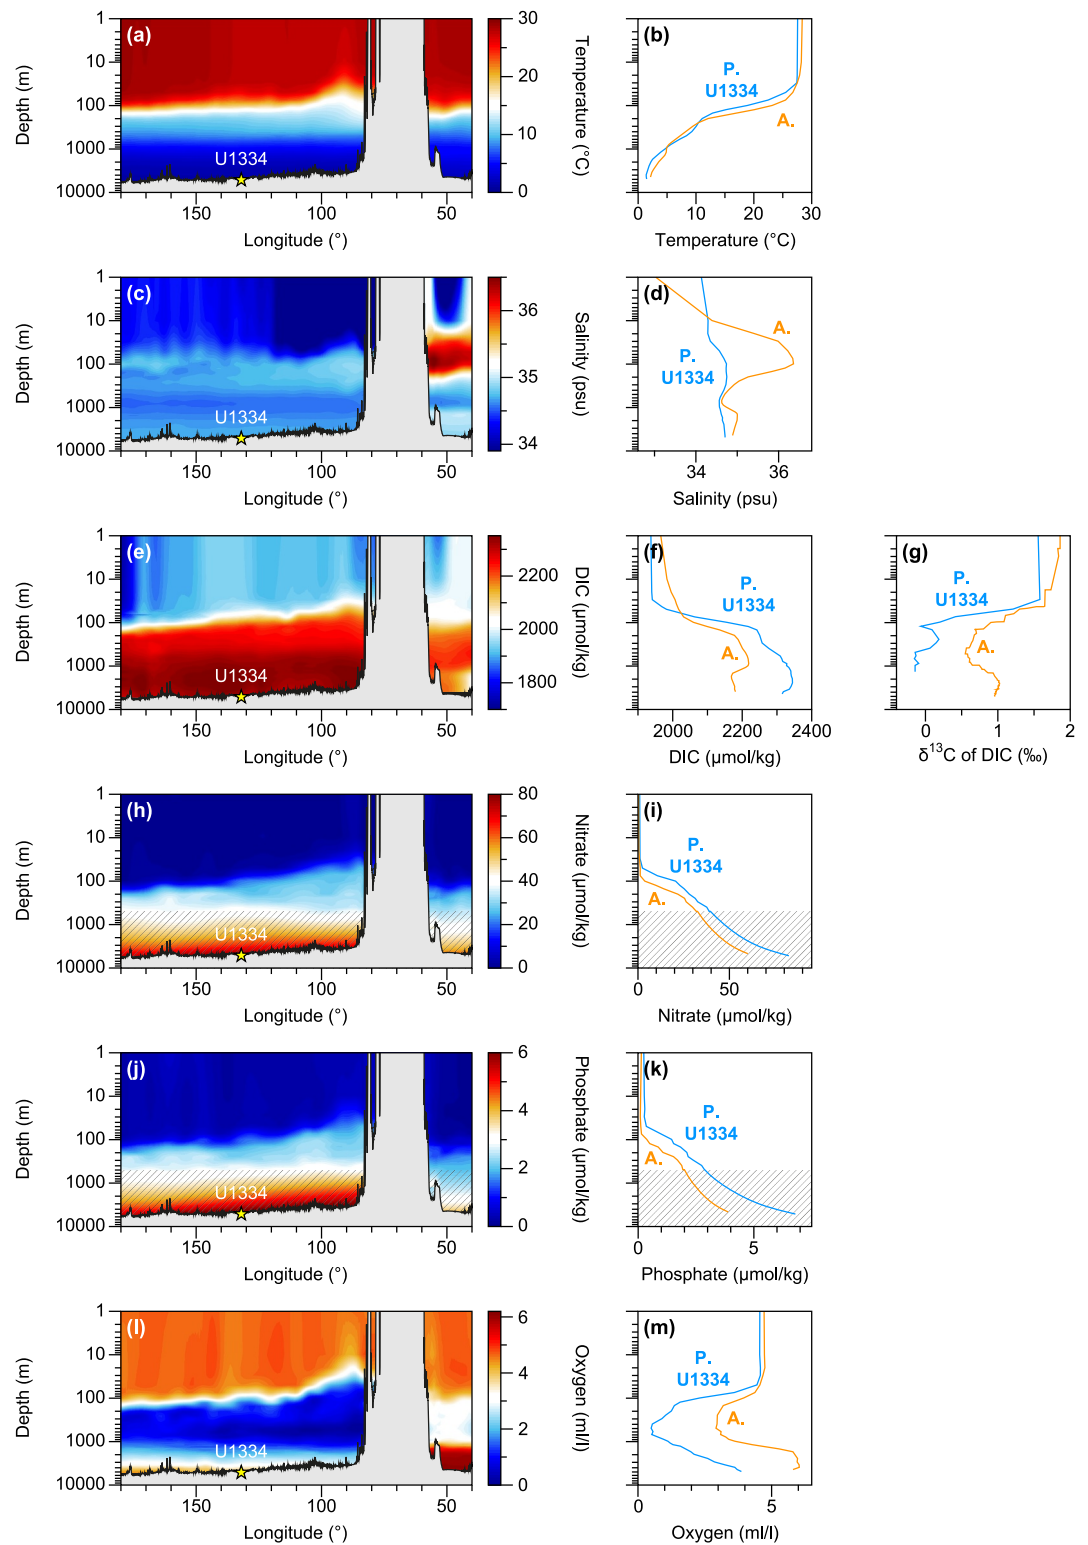 (a)
1
10
100
1000
10000
Depth (m)
U1334
150
100
50
Longitude (°)
30
20
10
0
Temperature (°C)
(b)
P.
U1334
A.
0
10
20
30
Temperature (°C)
(c)
1
10
100
1000
10000
Depth (m)
U1334
150
100
50
Longitude (°)
36
35
34
Salinity (psu)
(d)
A.
P.
U1334
34
36
Salinity (psu)
(e)
1
10
100
1000
10000
Depth (m)
U1334
150
100
50
Longitude (°)
2200
2000
1800
DIC (µmol/kg)
(f)
P.
U1334
A.
2000
2200
2400
DIC (µmol/kg)
(g)
P.
U1334
A.
0
1
2
δ¹³C of DIC (‰)
(h)
1
10
100
1000
10000
Depth (m)
U1334
150
100
50
Longitude (°)
80
60
40
20
0
Nitrate (µmol/kg)
(i)
P.
U1334
A.
0
50
Nitrate (µmol/kg)
(j)
1
10
100
1000
10000
Depth (m)
U1334
150
100
50
Longitude (°)
6
4
2
0
Phosphate (µmol/kg)
(k)
P.
U1334
A.
0
5
Phosphate (µmol/kg)
(l)
1
10
100
1000
10000
Depth (m)
U1334
150
100
50
Longitude (°)
6
4
2
0
Oxygen (ml/l)
(m)
P.
U1334
A.
0
5
Oxygen (ml/l)